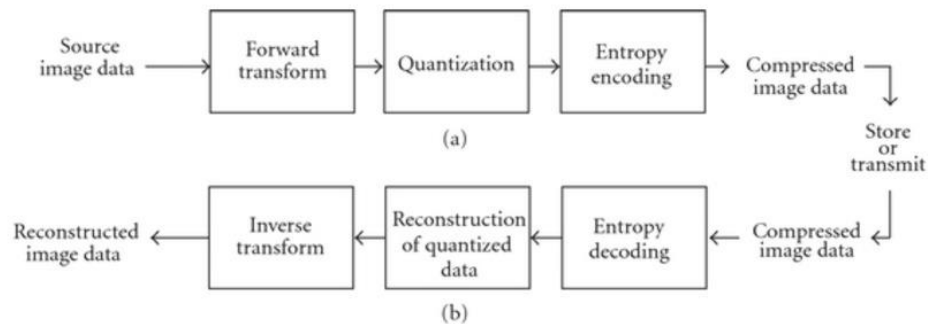 Source
image data
Forward
transform
Quantization
Entropy
encoding
Compressed
image data
(a)
Store
or
transmit
Reconstructed
image data
Inverse
transform
Reconstruction
of quantized
data
Entropy
decoding
Compressed
image data
(b)